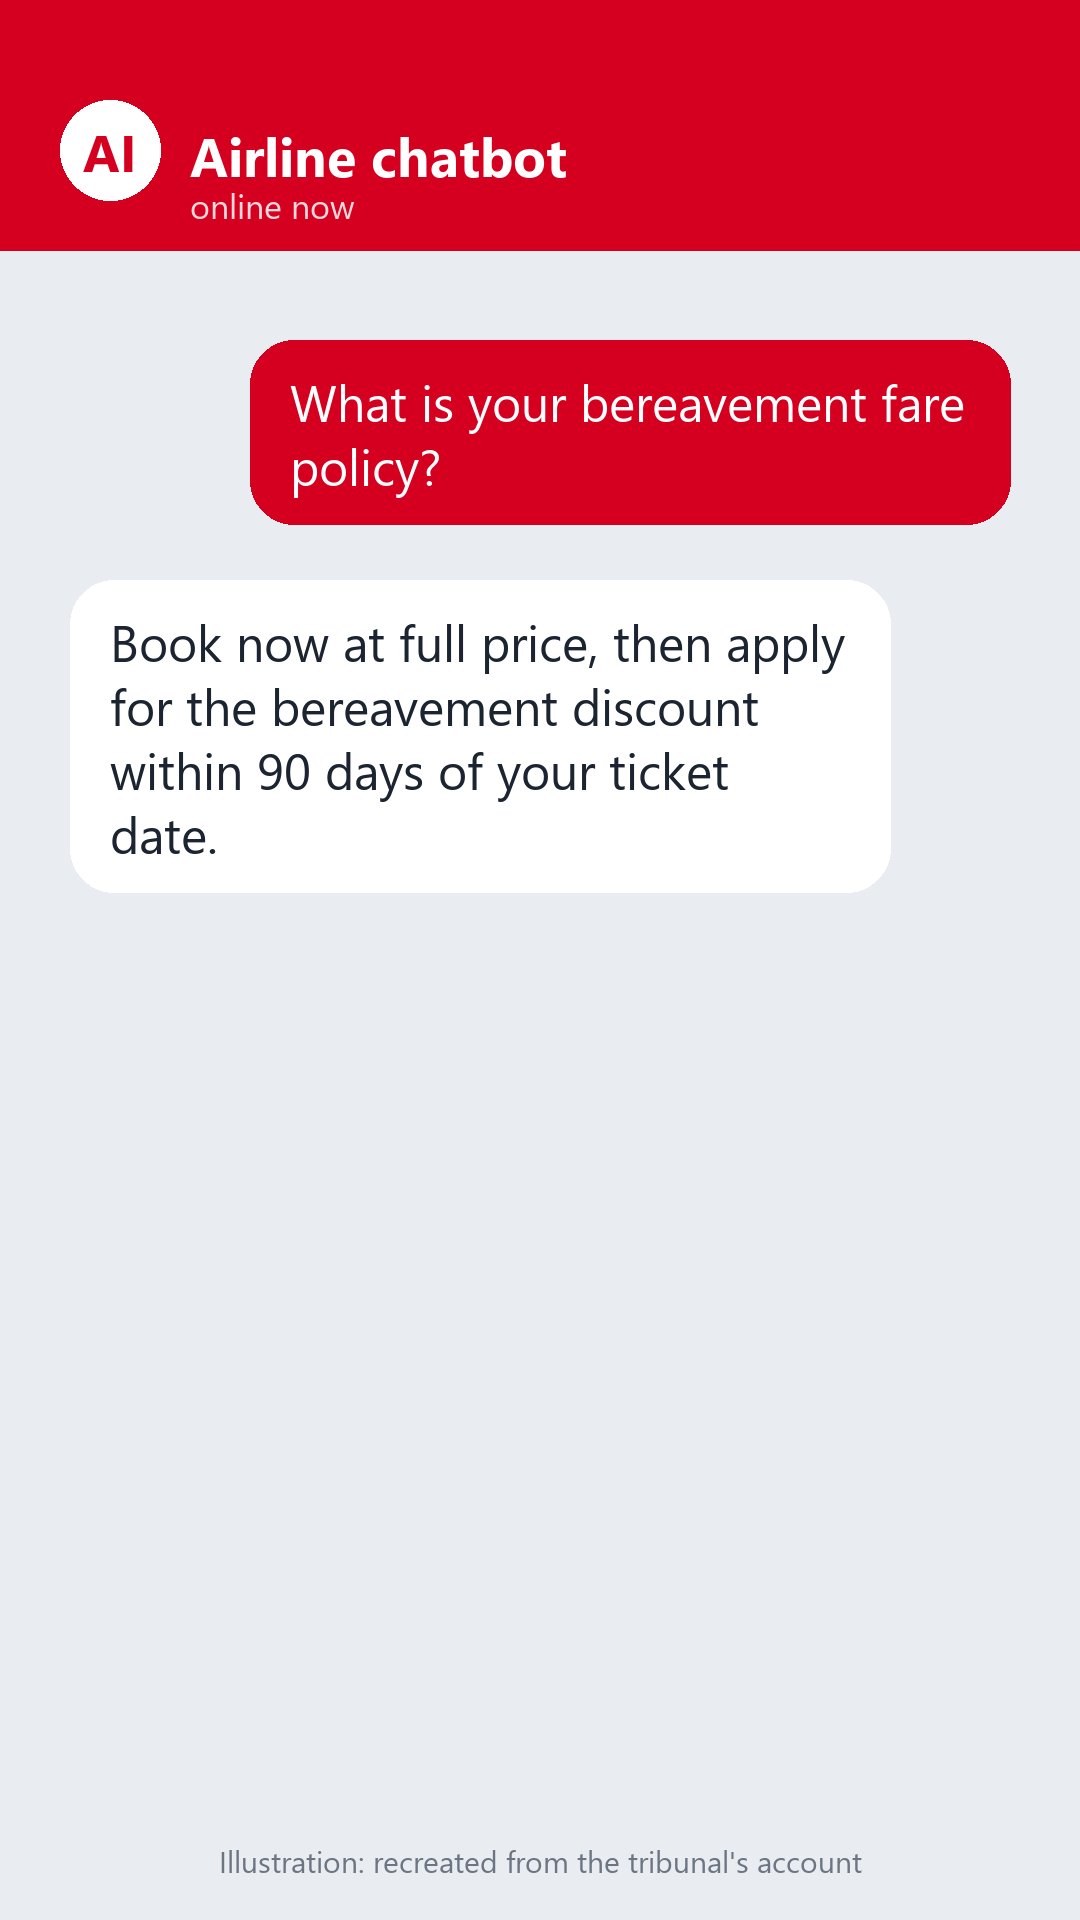 AI
Airline chatbot
online now
What is your bereavement fare
policy?
Book now at full price, then apply
for the bereavement discount
within 90 days of your ticket
date.
Illustration: recreated from the tribunal's account